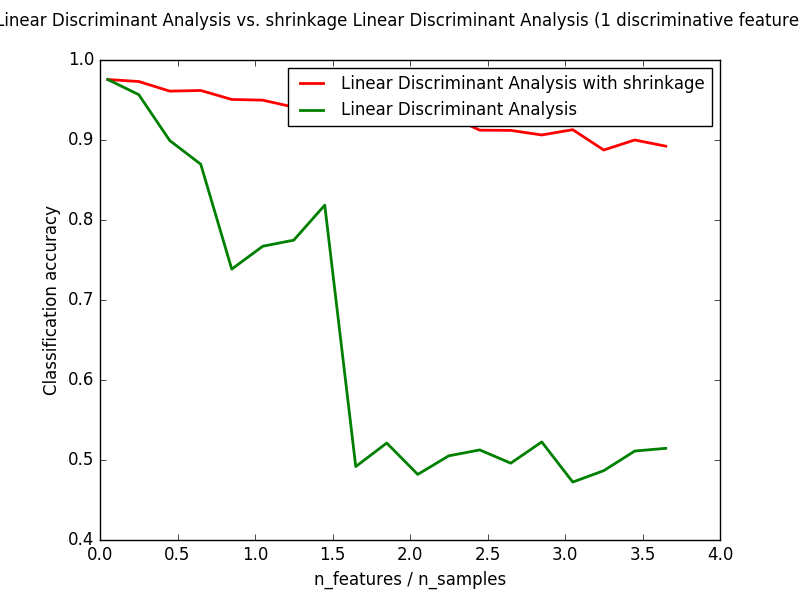 Linear Discriminant Analysis vs. shrinkage Linear Discriminant Analysis (1 discriminative feature
1.0
0.9
0.8
0.7
0.6
0.5
0.4
Classification accuracy
Linear Discriminant Analysis with shrinkage
Linear Discriminant Analysis
0.0 0.5 1.0 1.5 2.0 2.5 3.0 3.5 4.0
n_features / n_samples